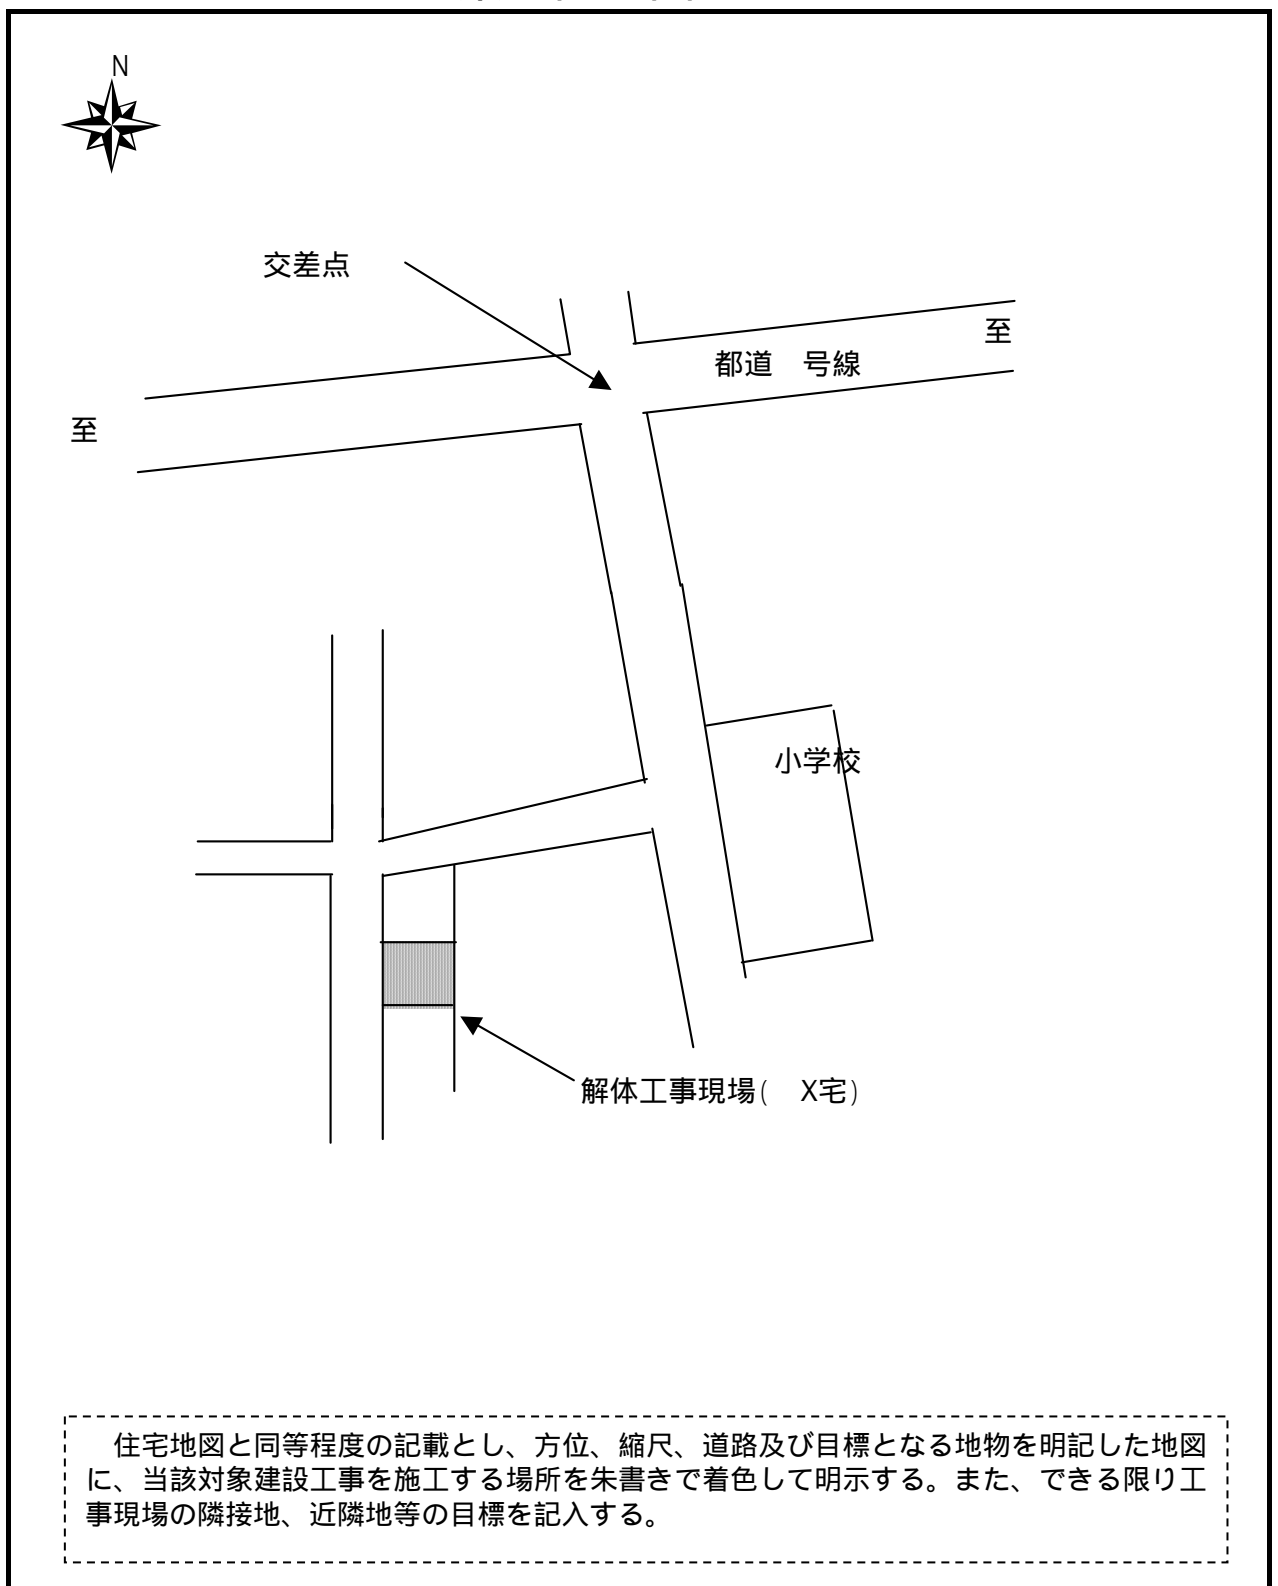 N
交差点
至
都道　号線
至
小学校
解体工事現場(　X宅)
　住宅地図と同等程度の記載とし、方位、縮尺、道路及び目標となる地物を明記した地図
に、当該対象建設工事を施工する場所を朱書きで着色して明示する。また、できる限り工
事現場の隣接地、近隣地等の目標を記入する。